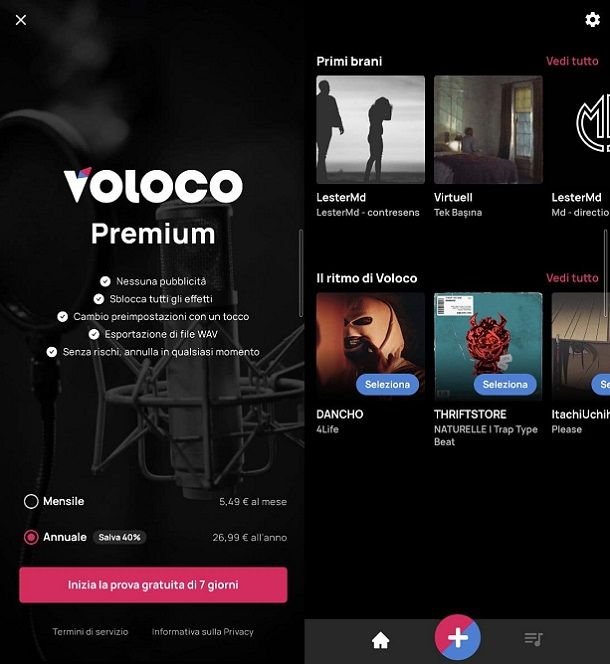 VOLOCO
Premium
Nessuna pubblicità
Sblocca tutti gli effetti
Cambio preimpostazioni con un tocco
Esportazione di file WAV
Senza rischi, annulla in qualsiasi momento
Mensile 5,49 € al mese
Annuale Salva 40% 26,99 € all'anno
Inizia la prova gratuita di 7 giorni
Termini di servizio Informativa sulla Privacy
Primi brani Vedi tutto
LesterMd Virtuell LesterMd
LesterMd - contresens Tek Başına Md - directio
Il ritmo di Voloco Vedi tutto
Seleziona Seleziona Se
DANCHO THRIFTSTORE ItachiUchih
4Life NATURELLE | Trap Type Please
Beat